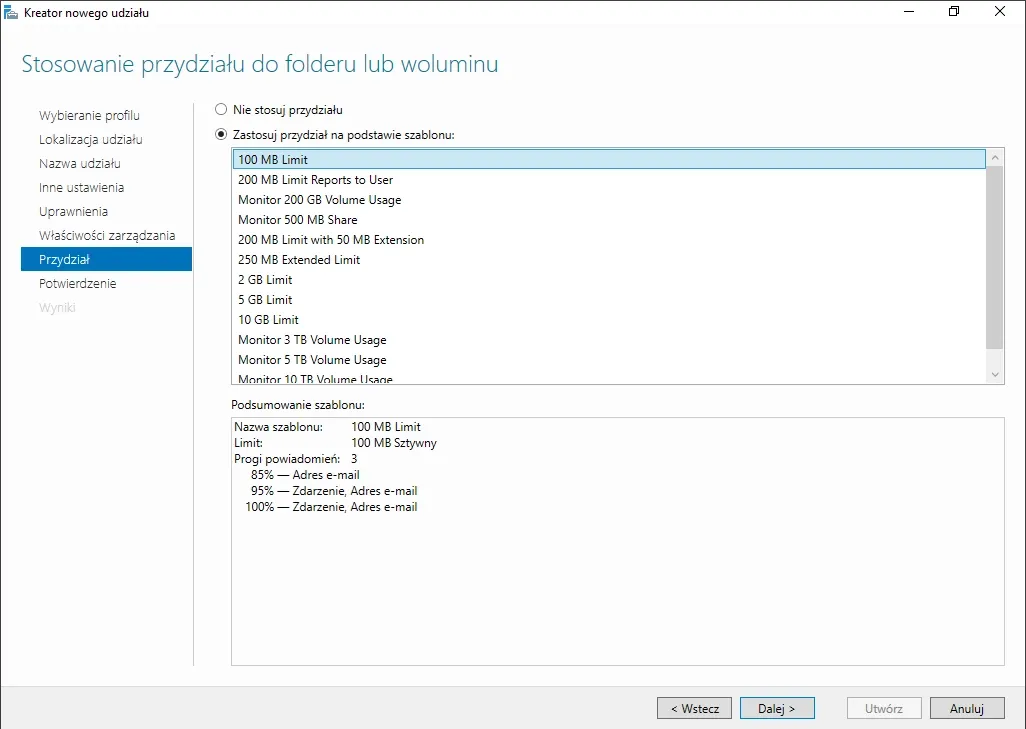 Kreator nowego udziału
Stosowanie przydziału do folderu lub woluminu
Wybieranie profilu
Lokalizacja udziału
Nazwa udziału
Inne ustawienia
Uprawnienia
Właściwości zarządzania
Przydział
Potwierdzenie
Wyniki
Nie stosuj przydziału
Zastosuj przydział na podstawie szablonu:
100 MB Limit
200 MB Limit Reports to User
Monitor 200 GB Volume Usage
Monitor 500 MB Share
200 MB Limit with 50 MB Extension
250 MB Extended Limit
2 GB Limit
5 GB Limit
10 GB Limit
Monitor 3 TB Volume Usage
Monitor 5 TB Volume Usage
Monitor 10 TB Volume Usage
Podsumowanie szablonu:
Nazwa szablonu: 100 MB Limit
Limit: 100 MB Sztywny
Progi powiadomień: 3
85% — Adres e-mail
95% — Zdarzenie, Adres e-mail
100% — Zdarzenie, Adres e-mail
< Wstecz
Dalej >
Utwórz
Anuluj